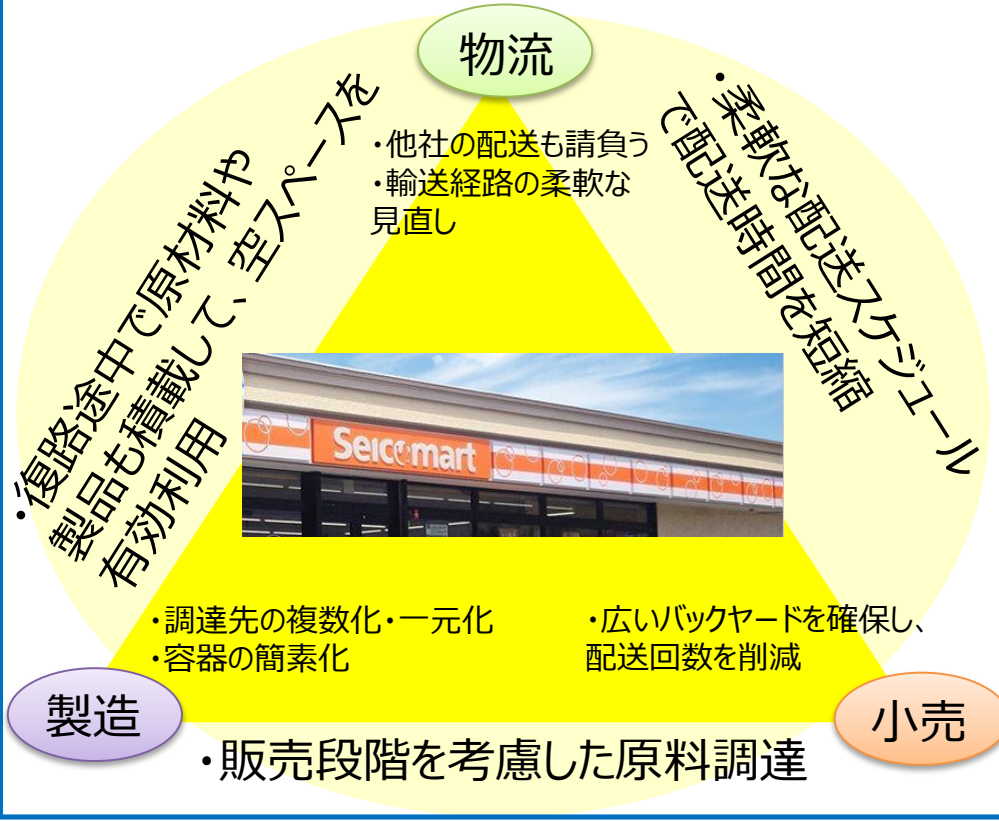 物流
・他社の配送も請負う
・輸送経路の柔軟な
見直し
・復路途中で原材料や
製品も積載して、空スペースを
有効利用
・柔軟な配送スケジュール
で配送時間を短縮
Seicomart
・調達先の複数化・一元化
・容器の簡素化
・広いバックヤードを確保し、
配送回数を削減
製造
小売
・販売段階を考慮した原料調達